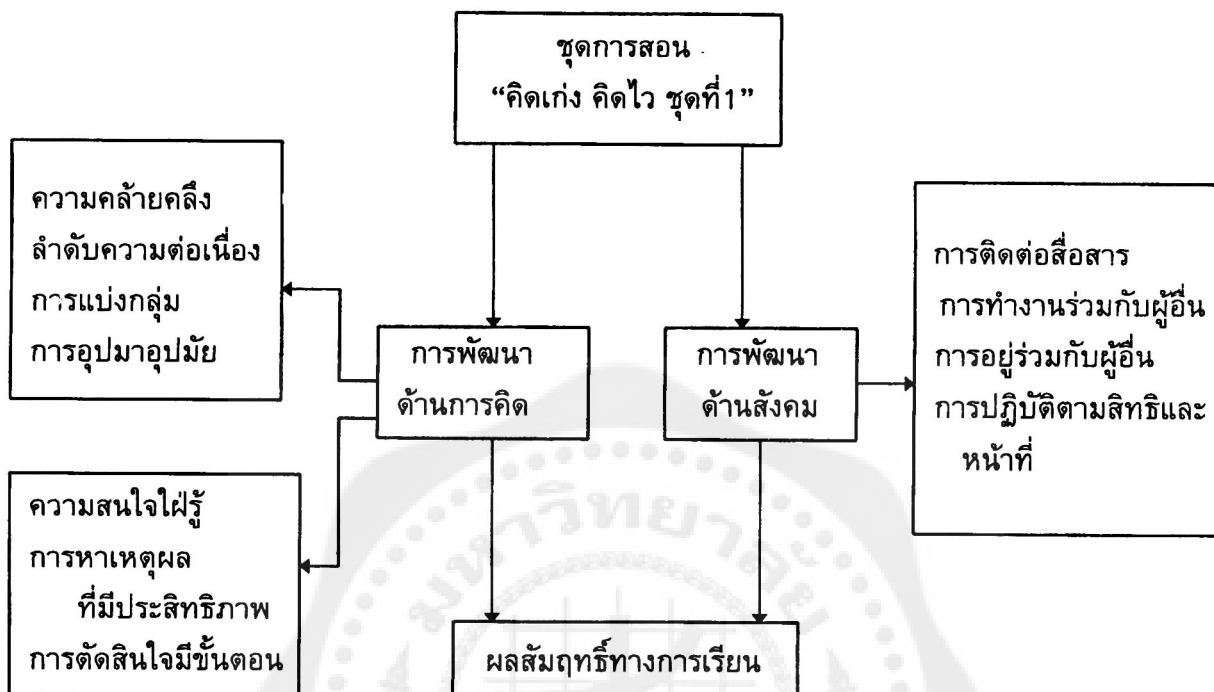 ชุดการสอน
“คิดเก่ง คิดไว ชุดที่1”
ความคล้ายคลึง
ลำดับความต่อเนื่อง
การแบ่งกลุ่ม
การอุปมาอุปมัย
การติดต่อสื่อสาร
การทำงานร่วมกับผู้อื่น
การอยู่ร่วมกับผู้อื่น
การปฏิบัติตามสิทธิและ
หน้าที่
การพัฒนา
ด้านการคิด
การพัฒนา
ด้านสังคม
ความสนใจใฝ่รู้
การหาเหตุผล
ที่มีประสิทธิภาพ
การตัดสินใจมีขั้นตอน
ผลสัมฤทธิ์ทางการเรียน
มหาวิทยาลัย